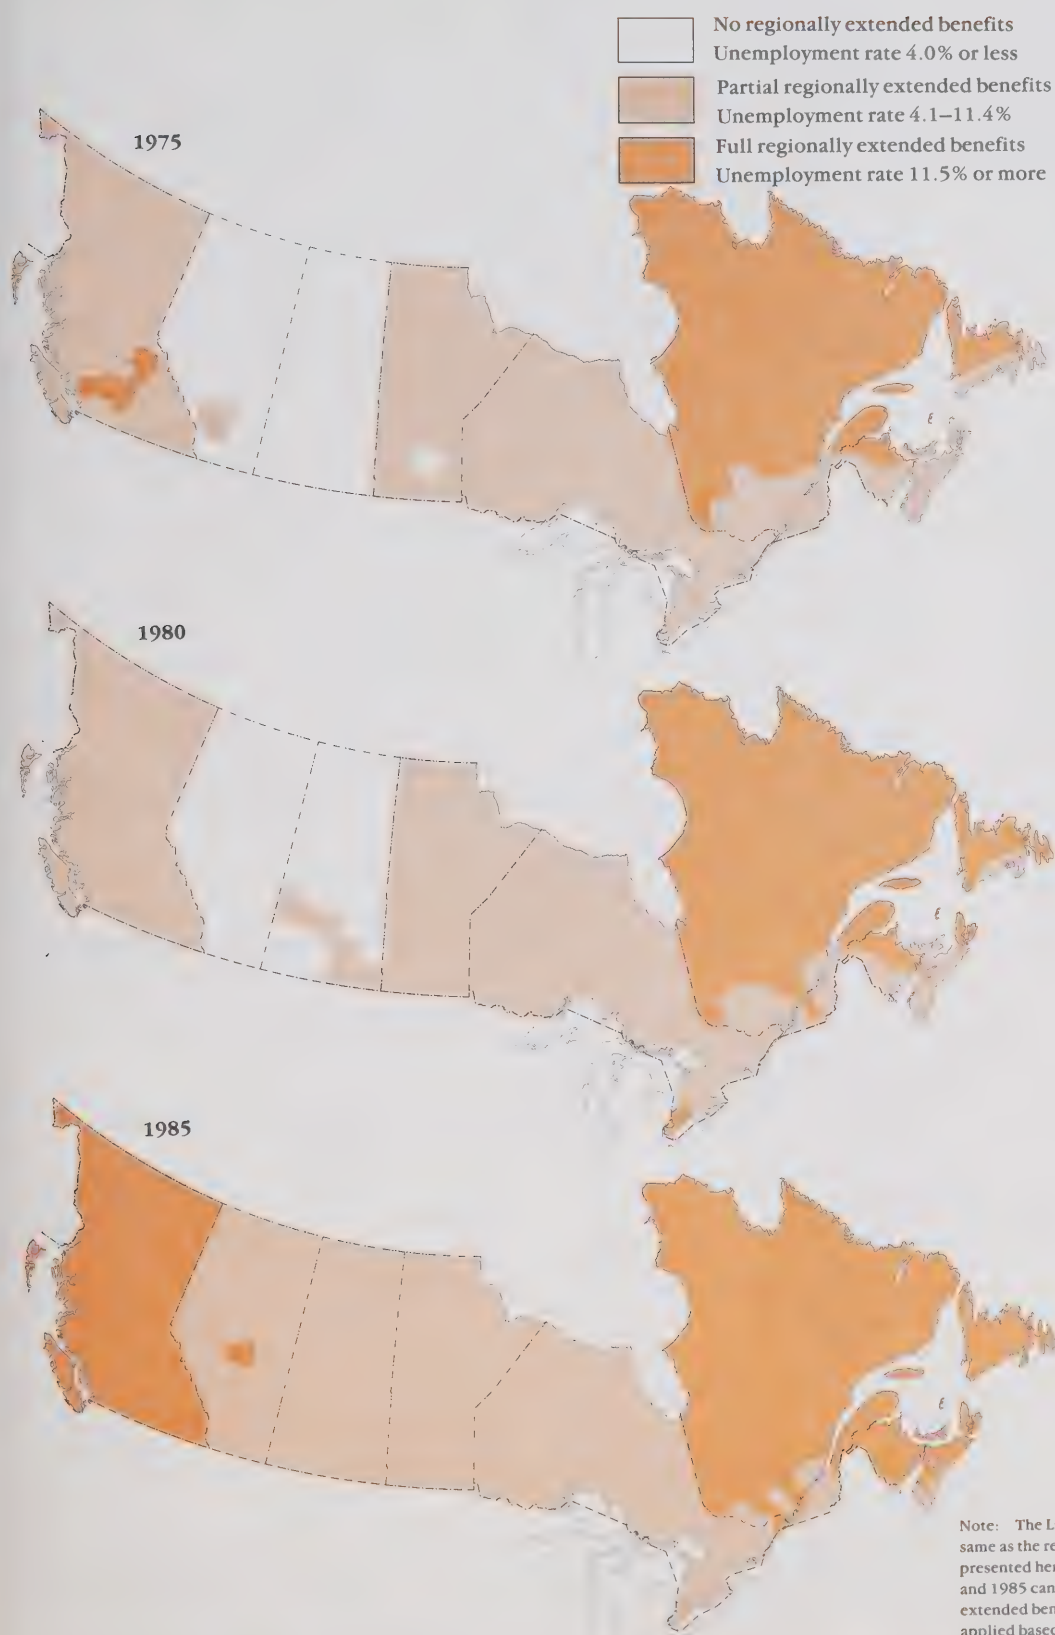 No regionally extended benefits
Unemployment rate 4.0% or less
Partial regionally extended benefits
Unemployment rate 4.1–11.4%
Full regionally extended benefits
Unemployment rate 11.5% or more
1975
1980
1985
Note: The L
same as the re
presented her
and 1985 can
extended ben
applied based